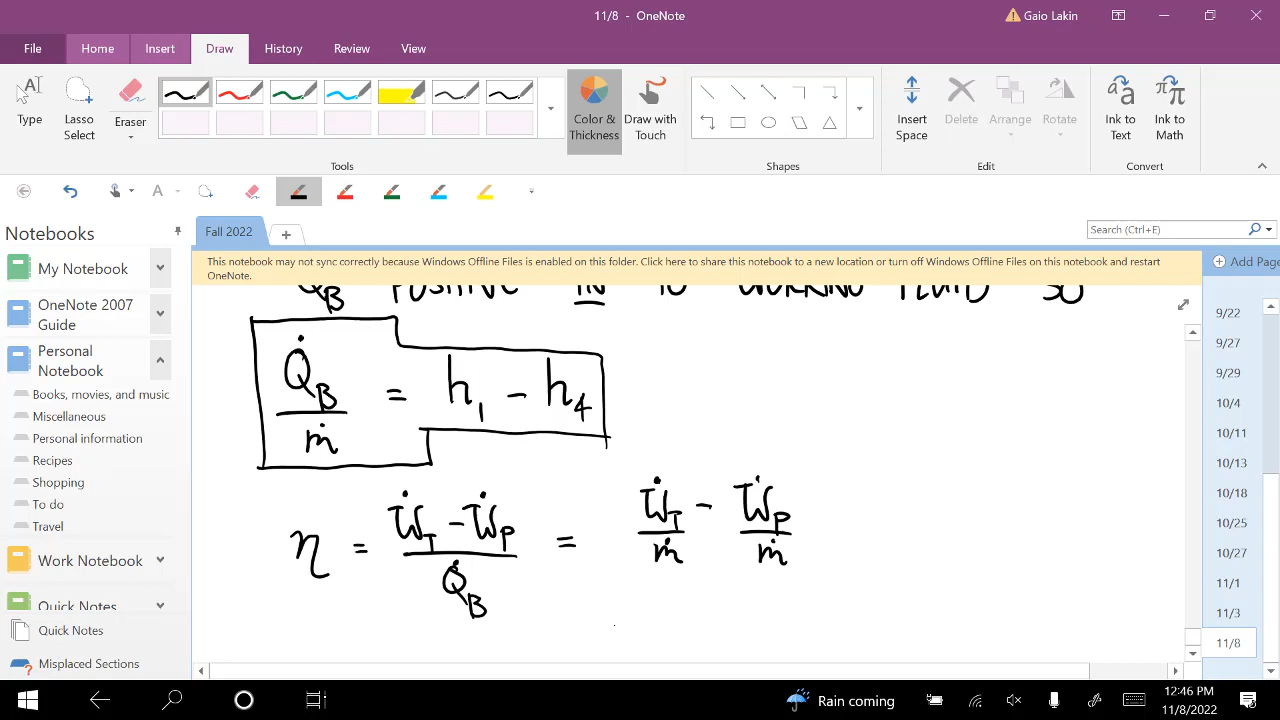 11/8 - OneNote
Gaio Lakin
File Home Insert Draw History Review View
Type
Lasso Select
Eraser
Color & Thickness
Draw with Touch
Insert Space
Delete
Arrange
Rotate
Ink to Text
Ink to Math
Tools
Shapes
Edit
Convert
Notebooks
Fall 2022
Search (Ctrl+E)
This notebook may not sync correctly because Windows Offline Files is enabled on this folder. Click here to share this notebook to a new location or turn off Windows Offline Files on this notebook and restart
OneNote.
Add Page
My Notebook
OneNote 2007 Guide
Personal Notebook
Books, movies, and music
Miscellaneous
Personal information
Recipes
Shopping
To do
Travel
Work Notebook
Quick Notes
Quick Notes
Misplaced Sections
Q̇B POSITIVE IN TO WORKING FLUID SO
Q̇B/ṁ = h1 - h4
η = (ẆT - ẆP)/Q̇B = ẆT/ṁ - ẆP/ṁ
9/22
9/27
9/29
10/4
10/11
10/13
10/18
10/25
10/27
11/1
11/3
11/8
Rain coming
12:46 PM
11/8/2022